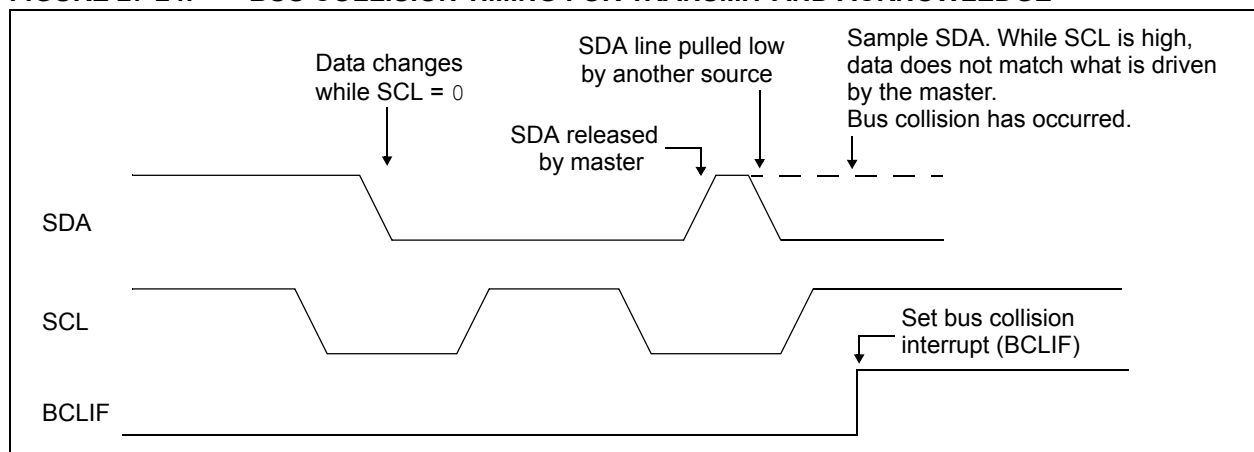 Data changes
while SCL = 0
SDA line pulled low
by another source
Sample SDA. While SCL is high,
data does not match what is driven
by the master.
Bus collision has occurred.
SDA released
by master
SDA
SCL
Set bus collision
interrupt (BCLIF)
BCLIF